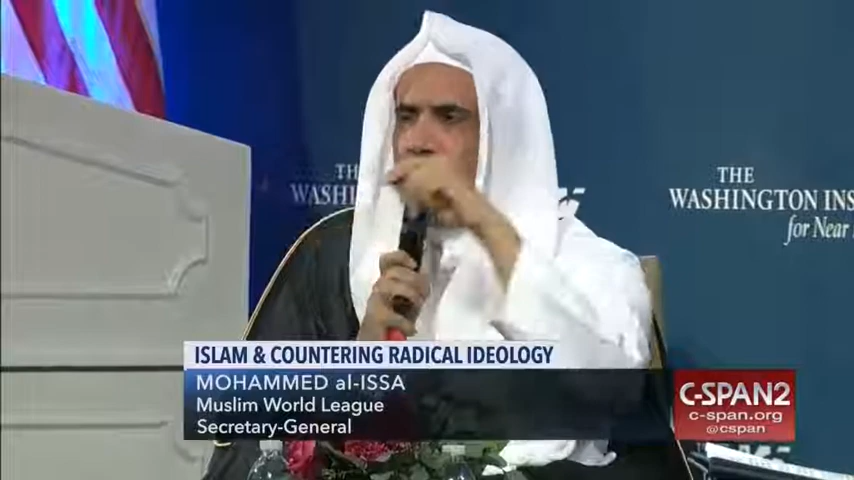 THE
WASHINGTON INS
for Near
THE
WASHINGTON
ISLAM & COUNTERING RADICAL IDEOLOGY
MOHAMMED al-ISSA
Muslim World League
Secretary-General
C-SPAN2
c-span.org
@cspan